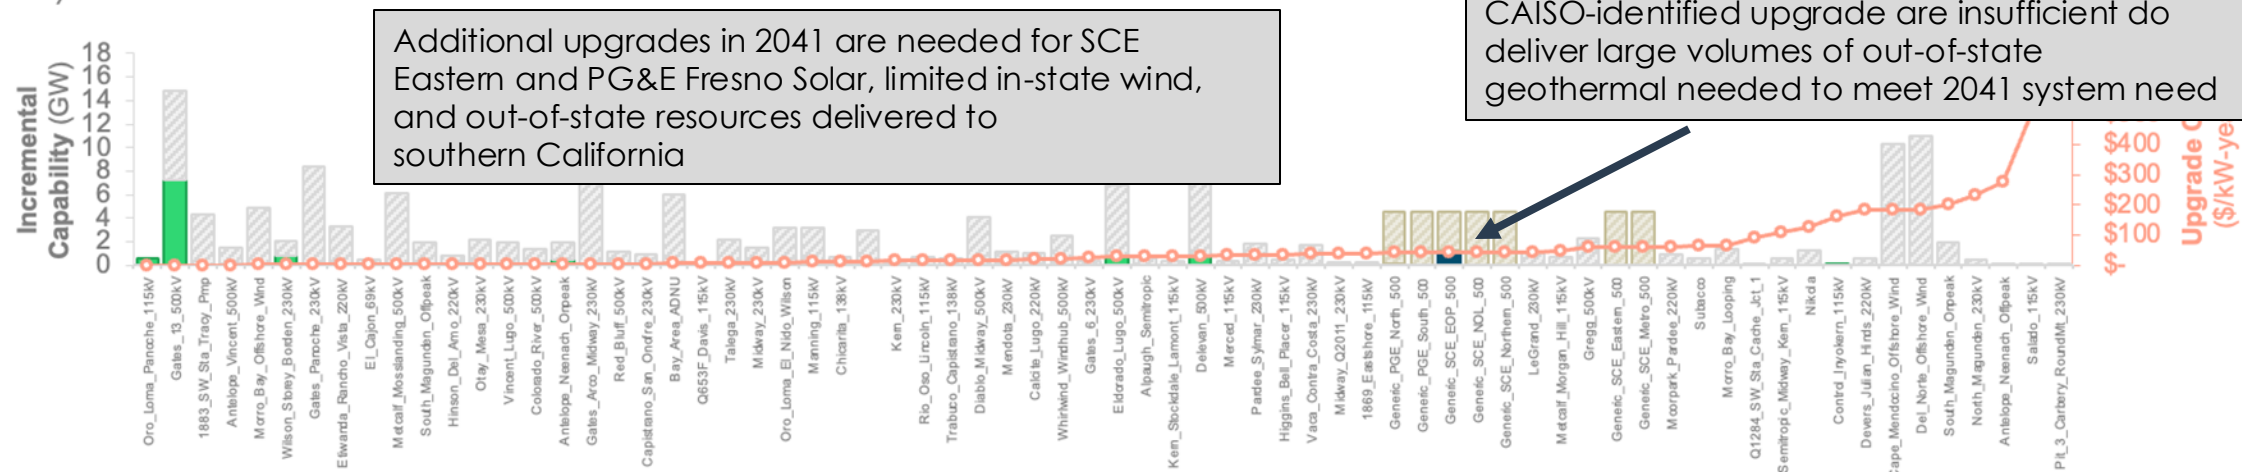 Additional upgrades in 2041 are needed for SCE
Eastern and PG&E Fresno Solar, limited in-state wind,
and out-of-state resources delivered to
southern California
CAISO-identified upgrade are insufficient do
deliver large volumes of out-of-state
geothermal needed to meet 2041 system need
Incremental
Capability (GW)
18
16
14
12
10
8
6
4
2
0
$400
$300
$200
$100
$-
Upgrade
($/kW-ye
Oro_Loma_Panoche_115kV
Gates_13_500kV
1883_SW_Sta_Tracy_Pmp
Antelope_Vincent_500kV
Morro_Bay_Offshore_Wind
Wilson_Storey_Borden_230kV
Gates_Panoche_230kV
Etiwanda_Rancho_Vista_220kV
El_Cajon_69kV
Metcalf_Mosslanding_500kV
South_Magunden_Offpeak
Hinson_Del_Amo_220kV
Otay_Mesa_230kV
Vincent_Lugo_500kV
Colorado_River_500kV
Antelope_Neenach_Onpeak
Gates_Arco_Midway_230kV
Red_Bluff_500kV
Capistrano_San_Onofre_230kV
Bay_Area_ADNU
Q653F_Davis_115kV
Talega_230kV
Midway_230kV
Oro_Loma_El_Nido_Wilson
Manning_115kV
Chicarita_138kV
Kern_230kV
Rio_Oso_Lincoln_115kV
Trabuco_Capistrano_138kV
Diablo_Midway_500kV
Mendota_230kV
Calcite_Lugo_220kV
Whirlwind_Windhub_500kV
Gates_6_230kV
Eldorado_Lugo_500kV
Alpaugh_Semitropic
Kern_Stockdale_Lamont_115kV
Delevan_500kV
Merced_115kV
Pardee_Sylmar_230kV
Higgins_Bell_Placer_115kV
Vaca_Contra_Costa_230kV
Midway_Q2011_230kV
1869_Eastshore_115kV
Generic_PGE_North_500
Generic_PGE_South_500
Generic_SCE_EOP_500
Generic_SCE_NOL_500
Generic_SCE_Northern_500
LeGrand_230kV
Metcalf_Morgan_Hill_115kV
Gregg_500kV
Generic_SCE_Eastern_500
Generic_SCE_Metro_500
Moorpark_Pardee_220kV
Subacco
Morro_Bay_Looping
Q1284_SW_Sta_Cache_Jct_1
Semitropic_Midway_Kern_115kV
Nikola
Control_Inyokern_115kV
Devers_Julian_Hinds_220kV
Cape_Mendocino_Offshore_Wind
Del_Norte_Offshore_Wind
South_Magunden_Onpeak
North_Magunden_230kV
Antelope_Neenach_Offpeak
Salado_115kV
Pit_3_Carbery_RoundMt_230kV